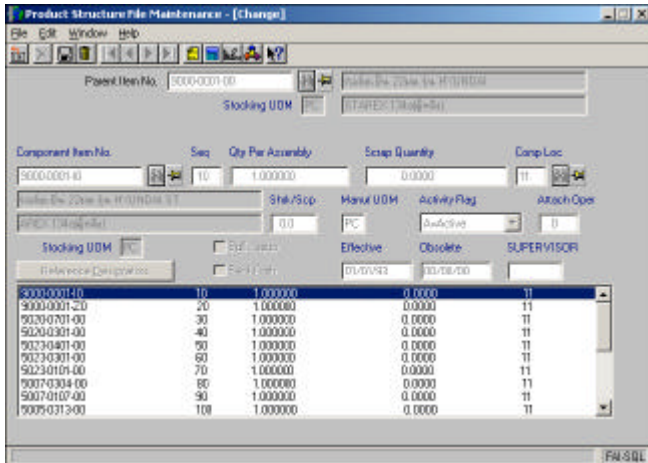 Product Structure File Maintenance - [Change]
File Edit Window Help
Parent Item No. 9000-0001-00
Stocking UOM PC
Component Item No. Seq Qty Per Assembly Scrap Quantity Comp Loc
9000-0001-I0 10 1.000000 0.0000 11
Shrk/Scp Manuf UOM Activity Flag Attach Oper
0.0 PC A=Active 0
Stocking UOM PC Effective Obsolete SUPERVISOR
Reference Designators 01/01/93 00/00/00
9000-0001-I0 10 1.000000 0.0000 11
9000-0001-Z0 20 1.000000 0.0000 11
5020-0701-00 30 1.000000 0.0000 11
5020-0301-00 40 1.000000 0.0000 11
5023-0401-00 50 1.000000 0.0000 11
5023-0301-00 60 1.000000 0.0000 11
5023-0101-00 70 1.000000 0.0000 11
5007-0304-00 80 1.000000 0.0000 11
5007-0107-00 90 1.000000 0.0000 11
5005-0313-00 100 1.000000 0.0000 11
FAI-SQL